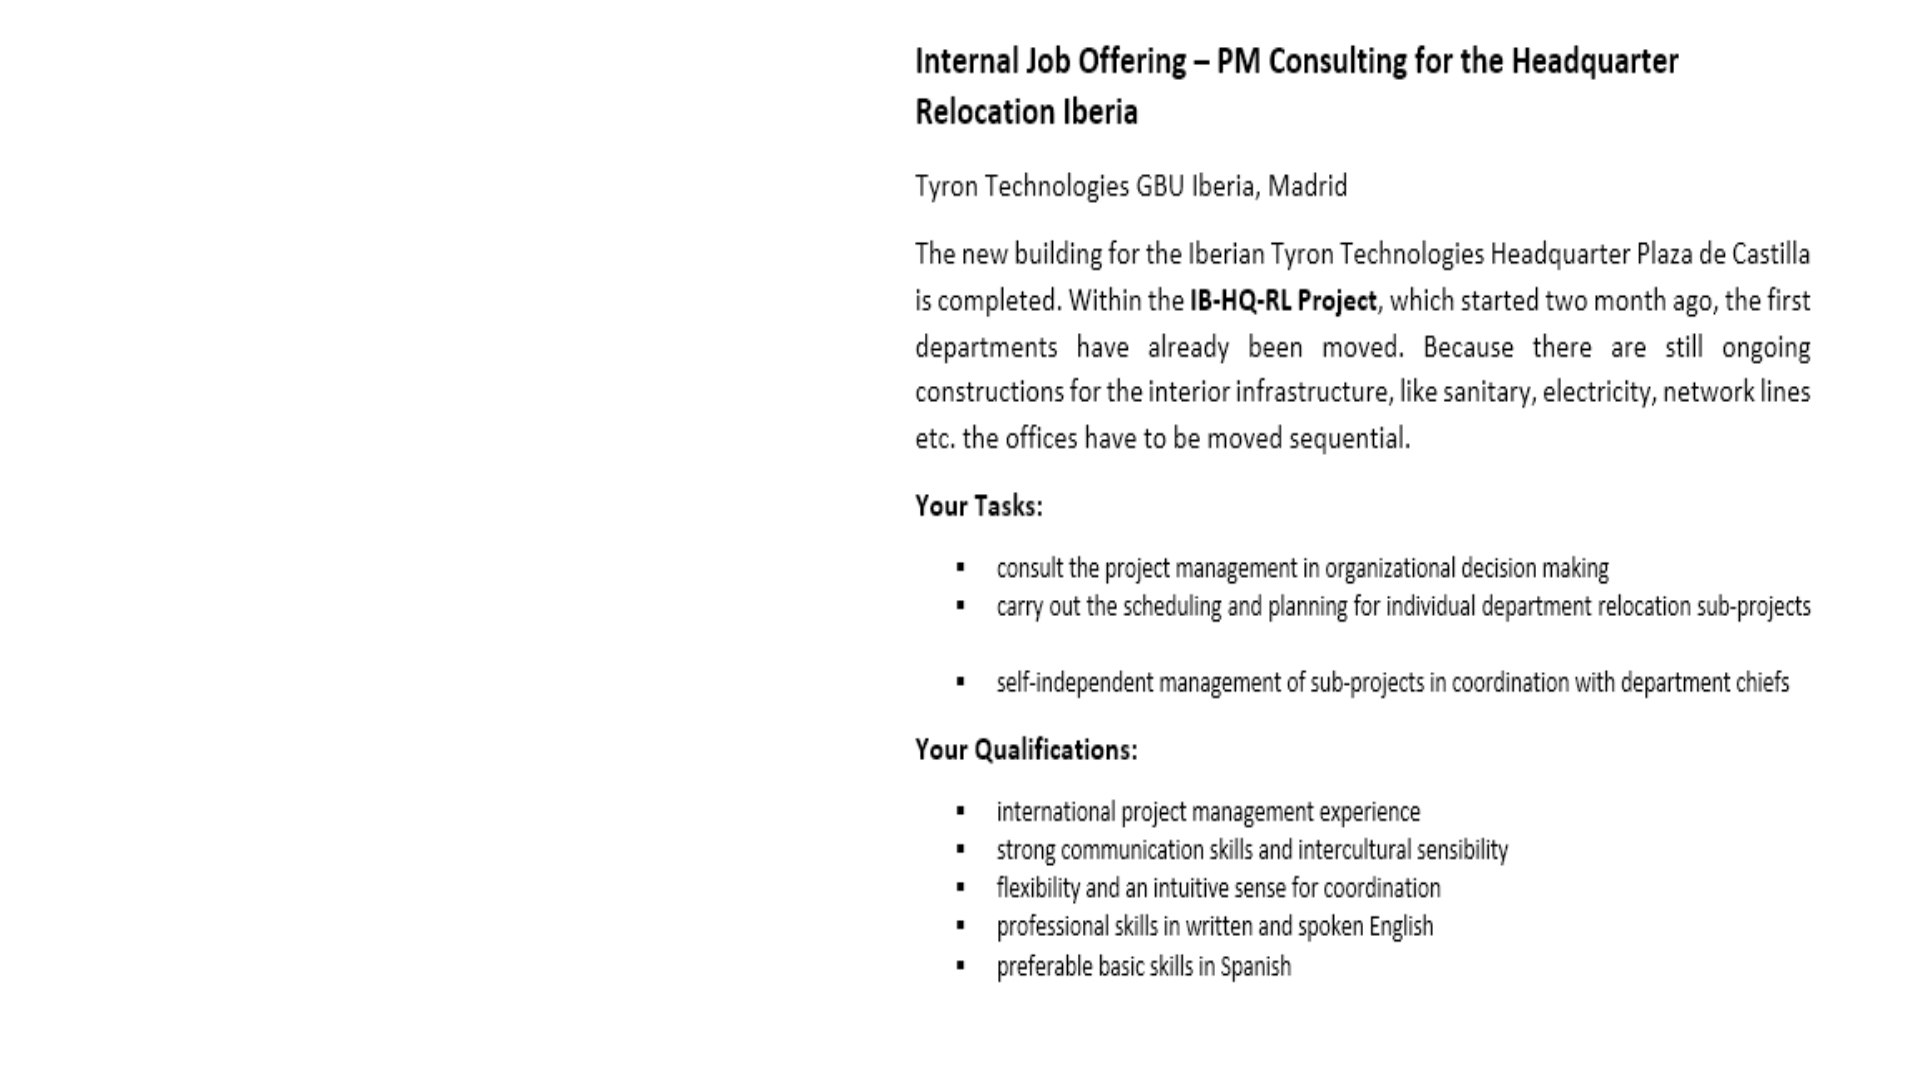 Internal Job Offering – PM Consulting for the Headquarter
Relocation Iberia
Tyron Technologies GBU Iberia, Madrid
The new building for the Iberian Tyron Technologies Headquarter Plaza de Castilla
is completed. Within the IB-HQ-RL Project, which started two month ago, the first
departments have already been moved. Because there are still ongoing
constructions for the interior infrastructure, like sanitary, electricity, network lines
etc. the offices have to be moved sequential.
Your Tasks:
▪ consult the project management in organizational decision making
▪ carry out the scheduling and planning for individual department relocation sub-projects
▪ self-independent management of sub-projects in coordination with department chiefs
Your Qualifications:
▪ international project management experience
▪ strong communication skills and intercultural sensibility
▪ flexibility and an intuitive sense for coordination
▪ professional skills in written and spoken English
▪ preferable basic skills in Spanish